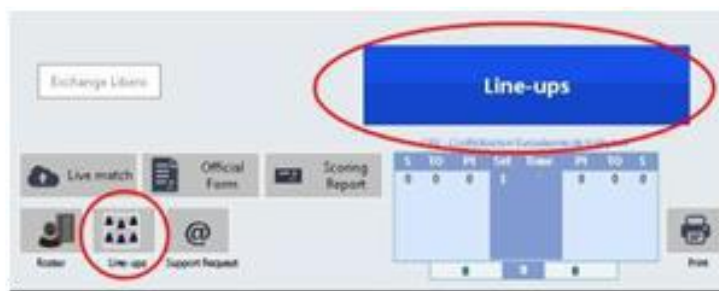 Exchange Libero
Line-ups
S TO Pt Set Time Pt TO S
0 0 0 1 0 0 0
Live match
Official
Form
Scoring
Report
Roster
Line-ups
@
Support Request
Print
0 0 0